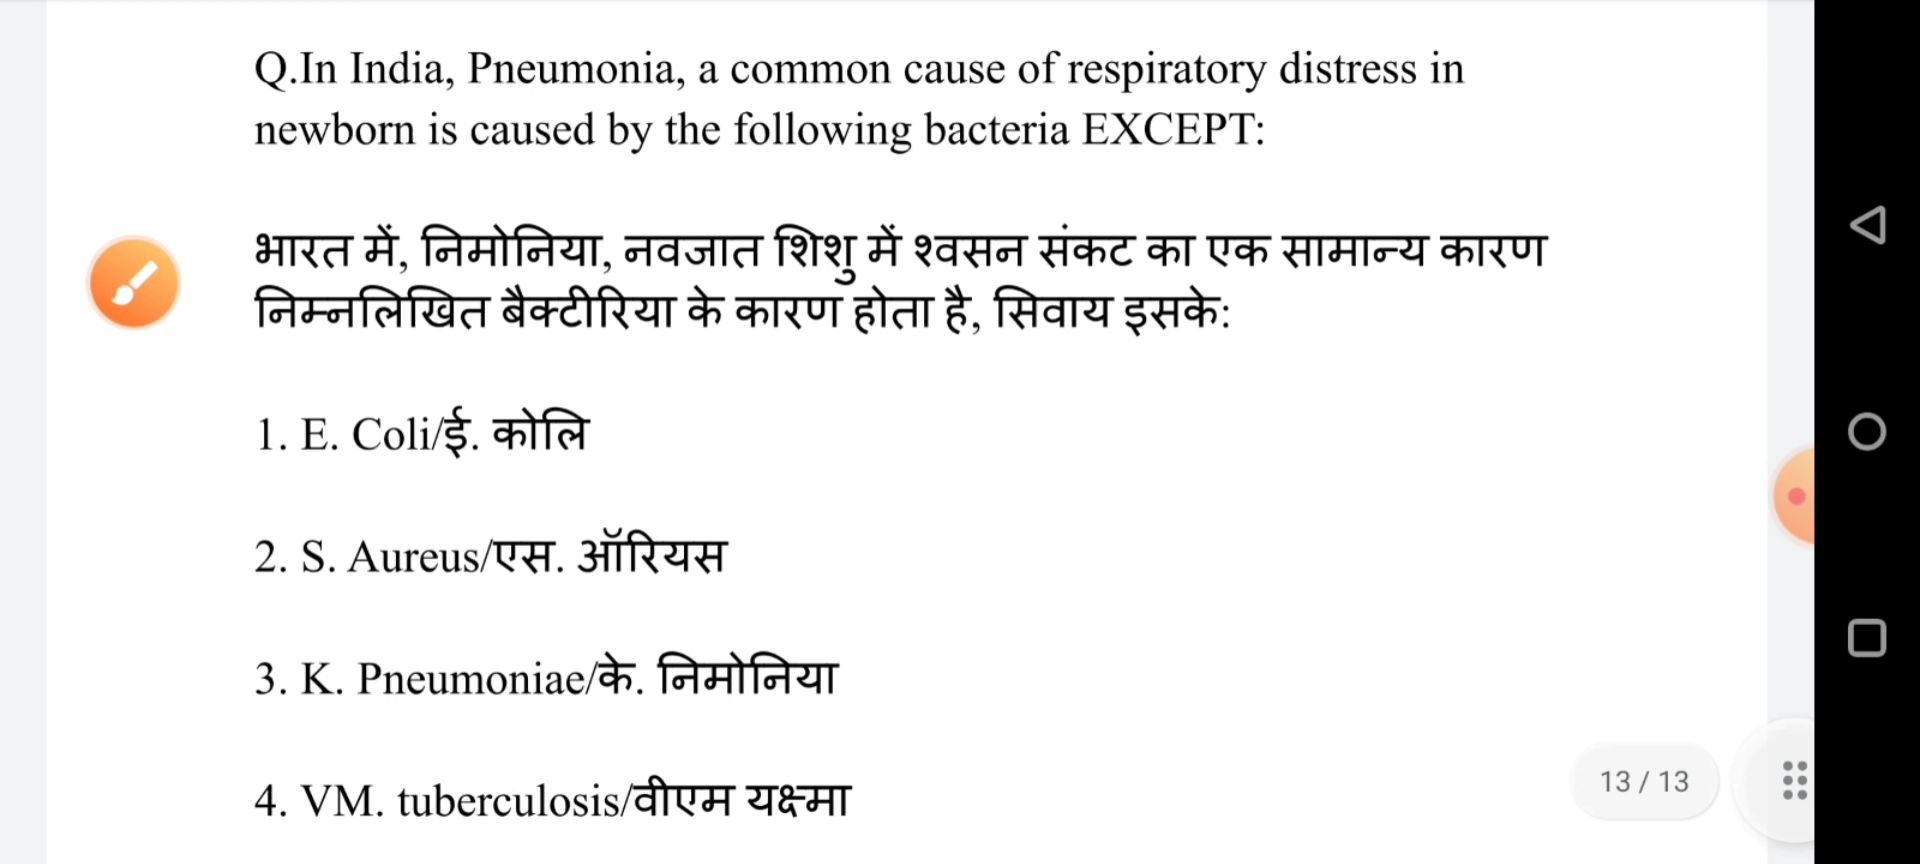 Q.In India, Pneumonia, a common cause of respiratory distress in
newborn is caused by the following bacteria EXCEPT:
भारत में, निमोनिया, नवजात शिशु में श्वसन संकट का एक सामान्य कारण
निम्नलिखित बैक्टीरिया के कारण होता है, सिवाय इसके:
1. E. Coli/ई. कोलि
2. S. Aureus/एस. ऑरियस
3. K. Pneumoniae/के. निमोनिया
4. VM. tuberculosis/वीएम यक्ष्मा
13 / 13